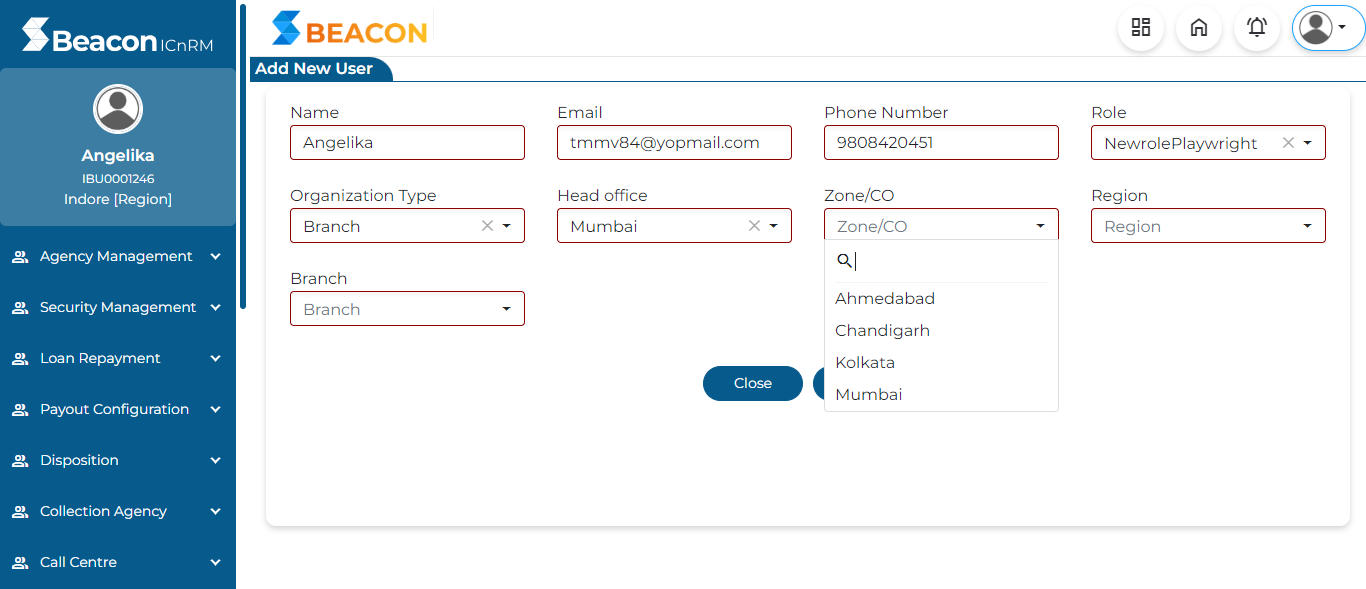 Beacon ICnRM
Angelika
IBU0001246
Indore [Region]
Agency Management
Security Management
Loan Repayment
Payout Configuration
Disposition
Collection Agency
Call Centre
BEACON
Add New User
Name
Email
Phone Number
Role
Angelika
tmmv84@yopmail.com
9808420451
NewrolePlaywright
Organization Type
Head office
Zone/CO
Region
Branch
Mumbai
Zone/CO
Region
Ahmedabad
Chandigarh
Kolkata
Mumbai
Branch
Branch
Close